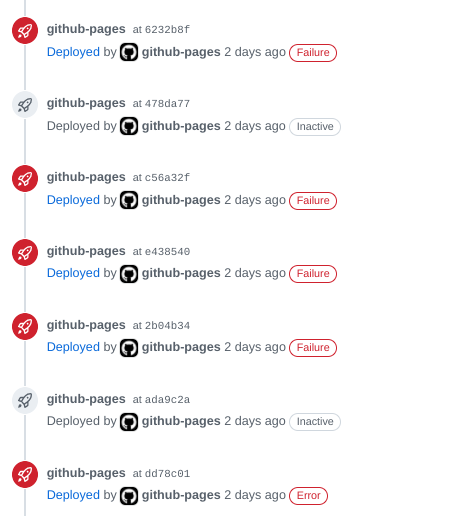 github-pages at 6232b8f
Deployed by github-pages 2 days ago Failure
github-pages at 478da77
Deployed by github-pages 2 days ago Inactive
github-pages at c56a32f
Deployed by github-pages 2 days ago Failure
github-pages at e438540
Deployed by github-pages 2 days ago Failure
github-pages at 2b04b34
Deployed by github-pages 2 days ago Failure
github-pages at ada9c2a
Deployed by github-pages 2 days ago Inactive
github-pages at dd78c01
Deployed by github-pages 2 days ago Error